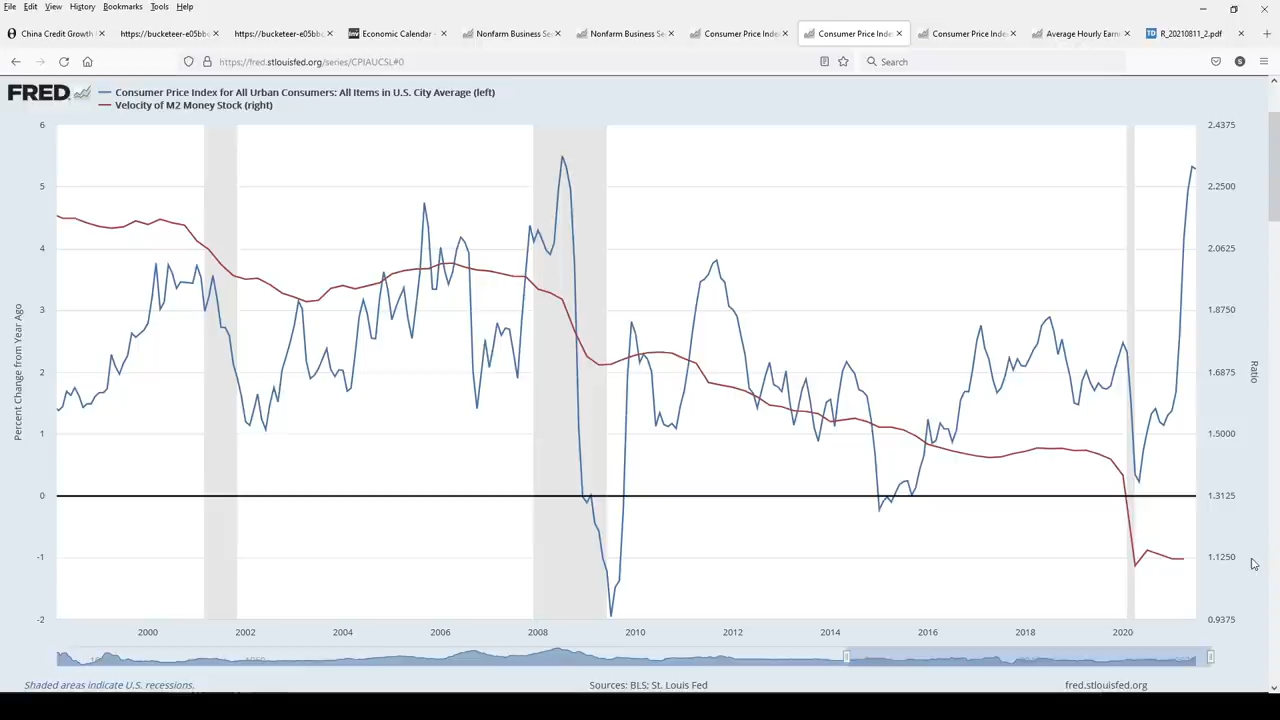 File Edit View History Bookmarks Tools Help
China Credit Growth
https://bucketeer-e05bbc
https://bucketeer-e05bbc
Economic Calendar -
Nonfarm Business Se
Nonfarm Business Se
Consumer Price Inde
Consumer Price Inde
Consumer Price Inde
Average Hourly Earn
R_20210811_2.pdf
https://fred.stlouisfed.org/series/CPIAUCSL#0
Search
FRED
Consumer Price Index for All Urban Consumers: All Items in U.S. City Average (left)
Velocity of M2 Money Stock (right)
6 2.4375
5 2.2500
4 2.0625
3 1.8750
2 1.6875
1 1.5000
0 1.3125
-1 1.1250
-2 0.9375
Percent Change from Year Ago
Ratio
2000 2002 2004 2006 2008 2010 2012 2014 2016 2018 2020
Shaded areas indicate U.S. recessions.
Sources: BLS; St. Louis Fed
fred.stlouisfed.org